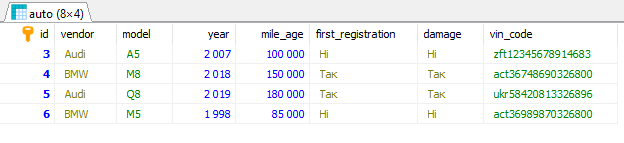 auto (8×4)
id vendor model year mile_age first_registration damage vin_code
3 Audi A5 2 007 100 000 Ні Ні zft12345678914683
4 BMW M8 2 018 150 000 Так Так act36748690326800
5 Audi Q8 2 019 180 000 Так Так ukr58420813326896
6 BMW M5 1 998 85 000 Ні Ні act36989870326800